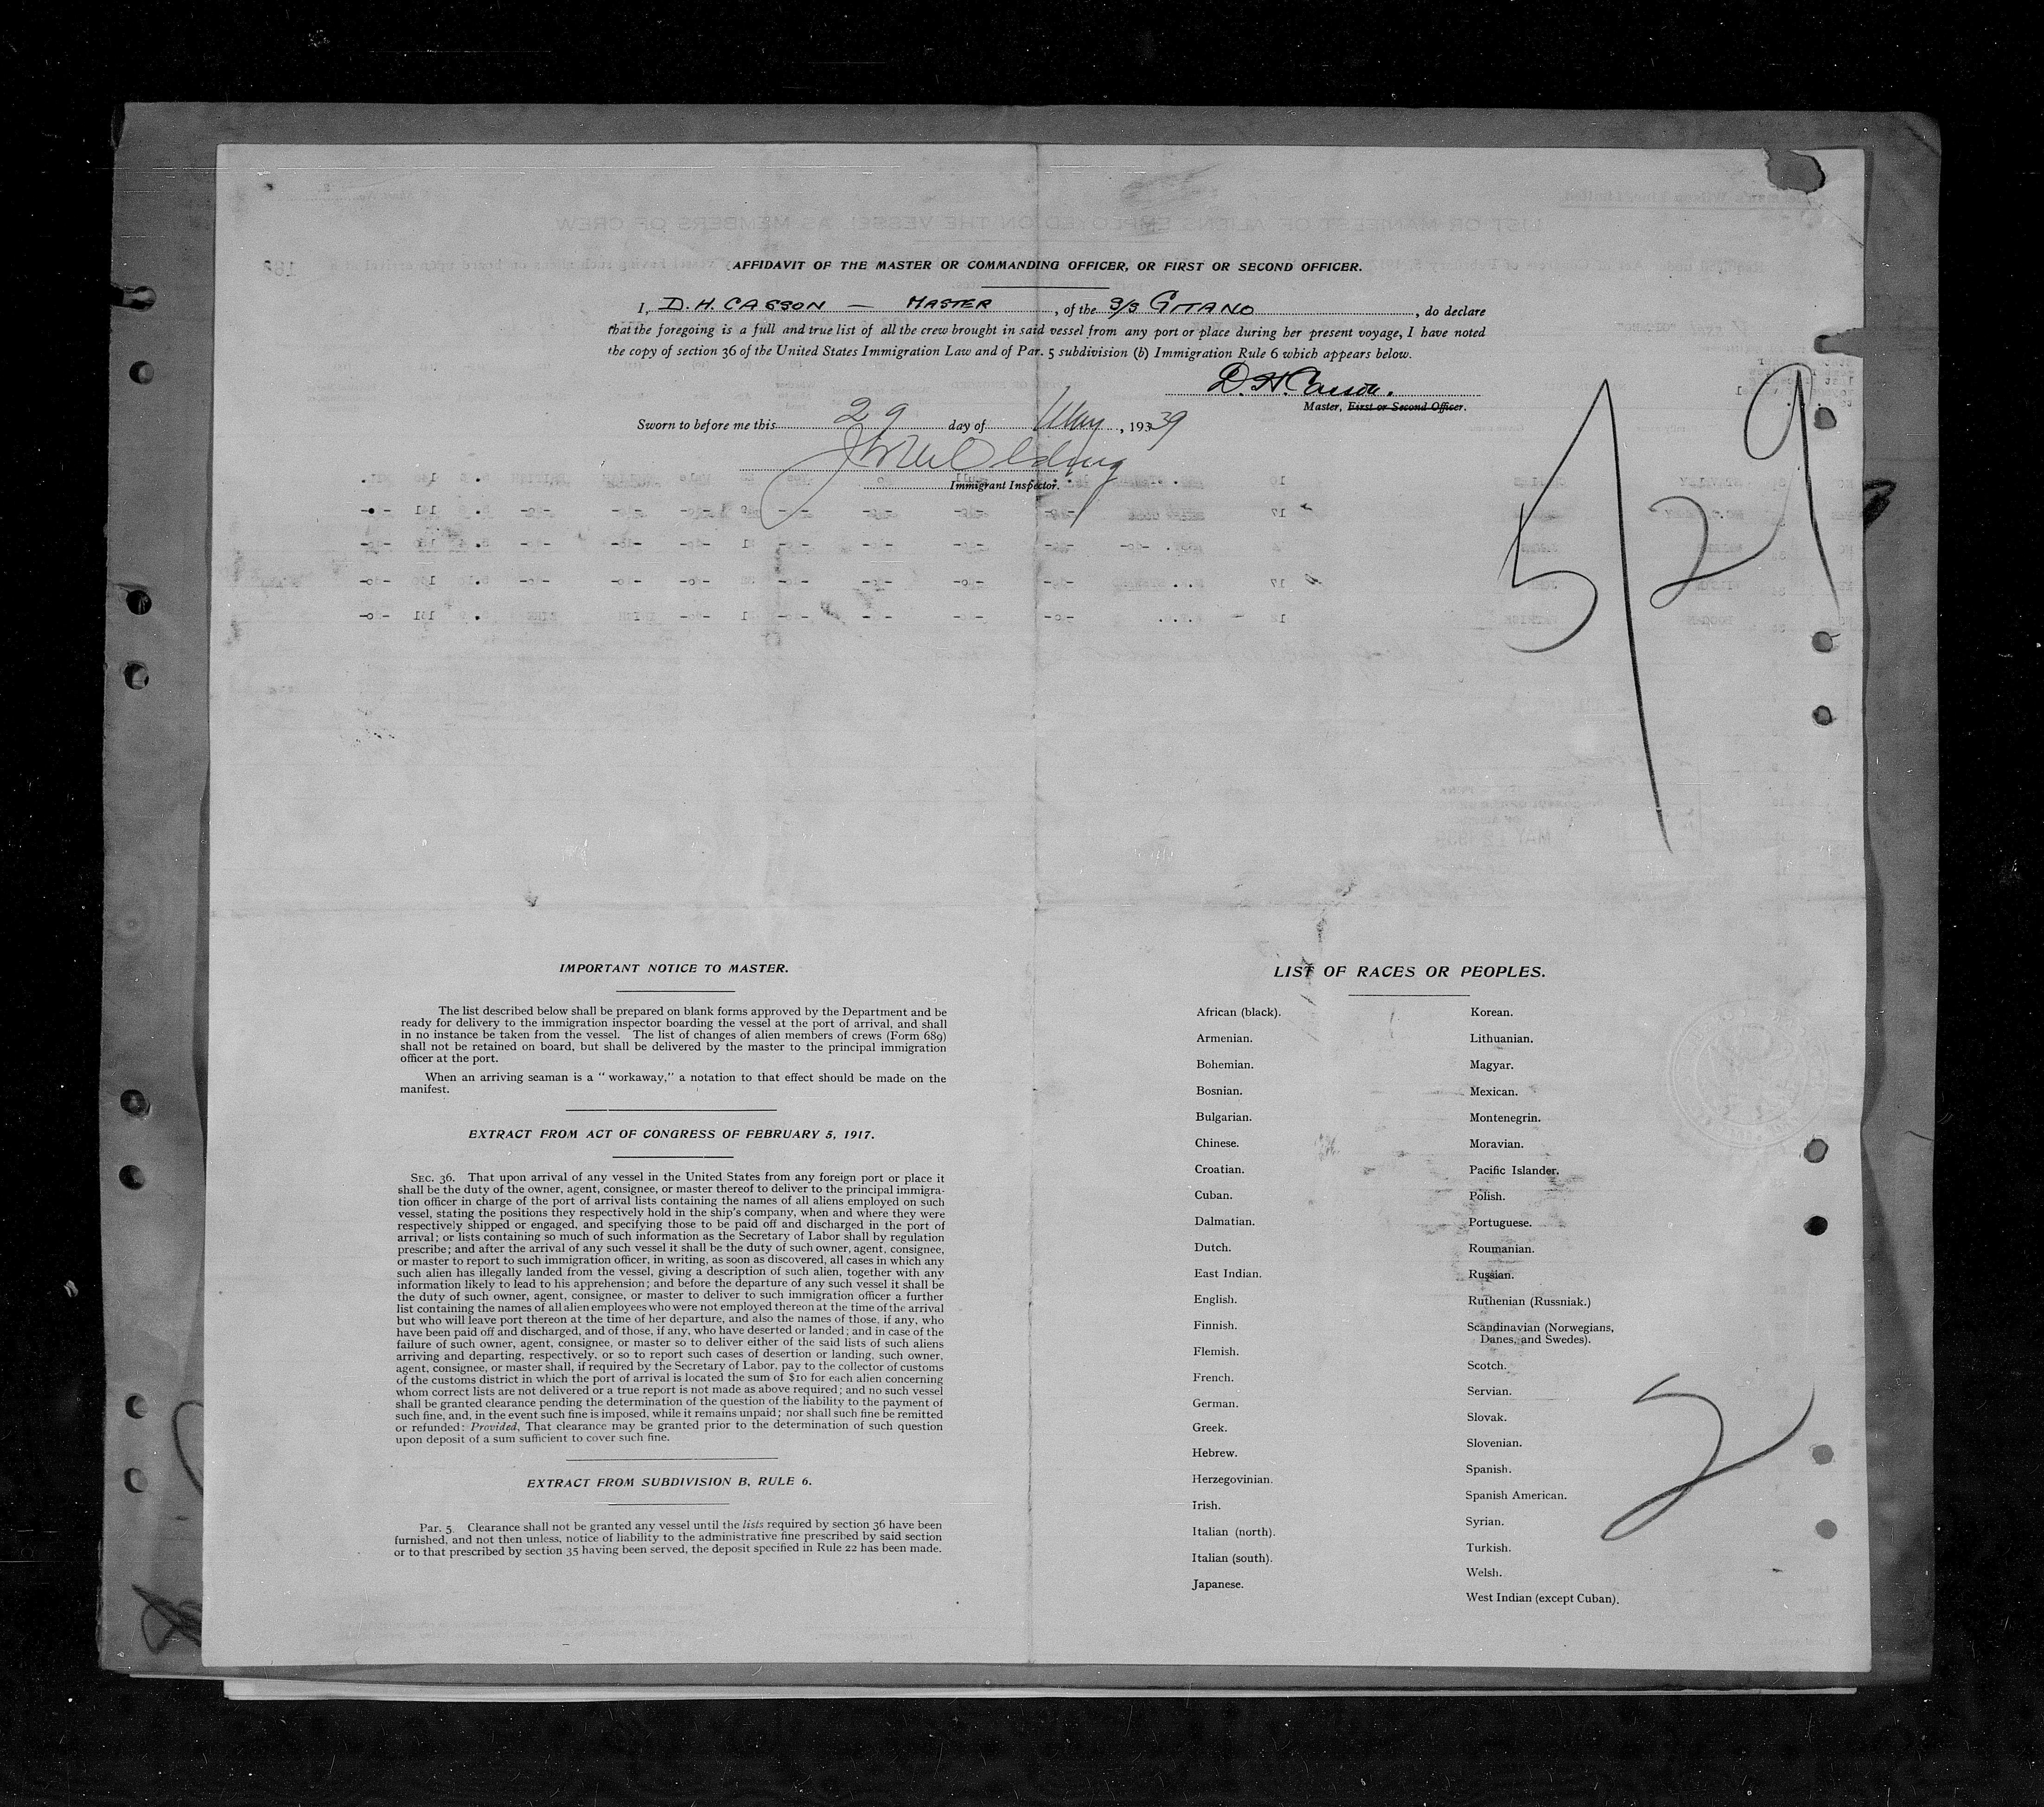 AFFIDAVIT OF THE MASTER OR COMMANDING OFFICER, OR FIRST OR SECOND OFFICER.
I, D. H. CASSON — MASTER, of the S/S GITANO, do declare
that the foregoing is a full and true list of all the crew brought in said vessel from any port or place during her present voyage, I have noted
the copy of section 36 of the United States Immigration Law and of Par. 5 subdivision (b) Immigration Rule 6 which appears below.
D. H. Casson.
Master, First or Second Officer.
Sworn to before me this 29 day of May, 19339
Immigrant Inspector.
5/29
IMPORTANT NOTICE TO MASTER.
The list described below shall be prepared on blank forms approved by the Department and be
ready for delivery to the immigration inspector boarding the vessel at the port of arrival, and shall
in no instance be taken from the vessel. The list of changes of alien members of crews (Form 689)
shall not be retained on board, but shall be delivered by the master to the principal immigration
officer at the port.
When an arriving seaman is a "workaway," a notation to that effect should be made on the
manifest.
EXTRACT FROM ACT OF CONGRESS OF FEBRUARY 5, 1917.
SEC. 36. That upon arrival of any vessel in the United States from any foreign port or place it
shall be the duty of the owner, agent, consignee, or master thereof to deliver to the principal immigra-
tion officer in charge of the port of arrival lists containing the names of all aliens employed on such
vessel, stating the positions they respectively hold in the ship's company, when and where they were
respectively shipped or engaged, and specifying those to be paid off and discharged in the port of
arrival; or lists containing so much of such information as the Secretary of Labor shall by regulation
prescribe; and after the arrival of any such vessel it shall be the duty of such owner, agent, consignee,
or master to report to such immigration officer, in writing, as soon as discovered, all cases in which any
such alien has illegally landed from the vessel, giving a description of such alien, together with any
information likely to lead to his apprehension; and before the departure of any such vessel it shall be
the duty of such owner, agent, consignee, or master to deliver to such immigration officer a further
list containing the names of all alien employees who were not employed thereon at the time of the arrival
but who will leave port thereon at the time of her departure, and also the names of those, if any, who
have been paid off and discharged, and of those, if any, who have deserted or landed; and in case of the
failure of such owner, agent, consignee, or master so to deliver either of the said lists of such aliens
arriving and departing, respectively, or so to report such cases of desertion or landing, such owner,
agent, consignee, or master shall, if required by the Secretary of Labor, pay to the collector of customs
of the customs district in which the port of arrival is located the sum of $10 for each alien concerning
whom correct lists are not delivered or a true report is not made as above required; and no such vessel
shall be granted clearance pending the determination of the question of the liability to the payment of
such fine, and, in the event such fine is imposed, while it remains unpaid; nor shall such fine be remitted
or refunded: Provided, That clearance may be granted prior to the determination of such question
upon deposit of a sum sufficient to cover such fine.
EXTRACT FROM SUBDIVISION B, RULE 6.
Par. 5 Clearance shall not be granted any vessel until the lists required by section 36 have been
furnished, and not then unless, notice of liability to the administrative fine prescribed by said section
or to that prescribed by section 35 having been served, the deposit specified in Rule 22 has been made.
LIST OF RACES OR PEOPLES.
African (black).
Armenian.
Bohemian.
Bosnian.
Bulgarian.
Chinese.
Croatian.
Cuban.
Dalmatian.
Dutch.
East Indian.
English.
Finnish.
Flemish.
French.
German.
Greek.
Hebrew.
Herzegovinian.
Irish.
Italian (north).
Italian (south).
Japanese.
Korean.
Lithuanian.
Magyar.
Mexican.
Montenegrin.
Moravian.
Pacific Islander.
Polish.
Portuguese.
Roumanian.
Russian.
Ruthenian (Russniak.)
Scandinavian (Norwegians,
Danes, and Swedes).
Scotch.
Servian.
Slovak.
Slovenian.
Spanish.
Spanish American.
Syrian.
Turkish.
Welsh.
West Indian (except Cuban).
2